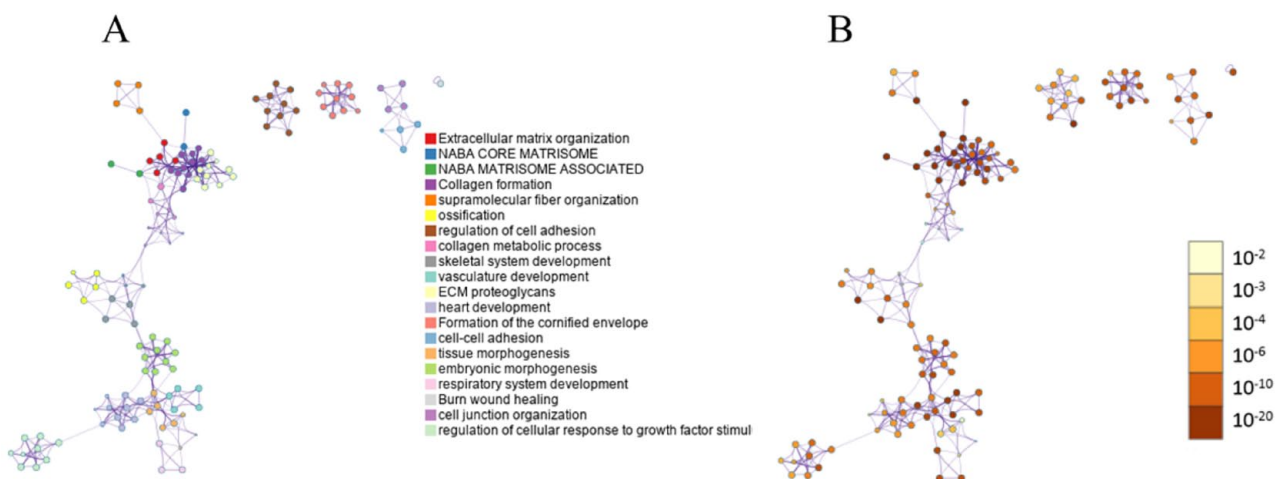 A
B
Extracellular matrix organization
NABA CORE MATRISOME
NABA MATRISOME ASSOCIATED
Collagen formation
supramolecular fiber organization
ossification
regulation of cell adhesion
collagen metabolic process
skeletal system development
vasculature development
ECM proteoglycans
heart development
Formation of the cornified envelope
cell-cell adhesion
tissue morphogenesis
embryonic morphogenesis
respiratory system development
Burn wound healing
cell junction organization
regulation of cellular response to growth factor stimul
10⁻²
10⁻³
10⁻⁴
10⁻⁶
10⁻¹⁰
10⁻²⁰